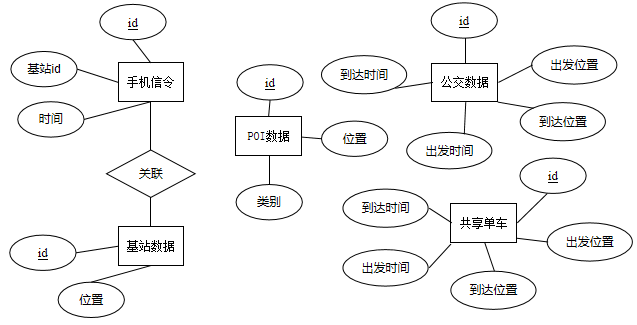 id
基站id
手机信令
时间
关联
id
基站数据
位置
id
POI数据
位置
类别
id
到达时间
公交数据
出发位置
到达位置
出发时间
id
到达时间
共享单车
出发位置
出发时间
到达位置